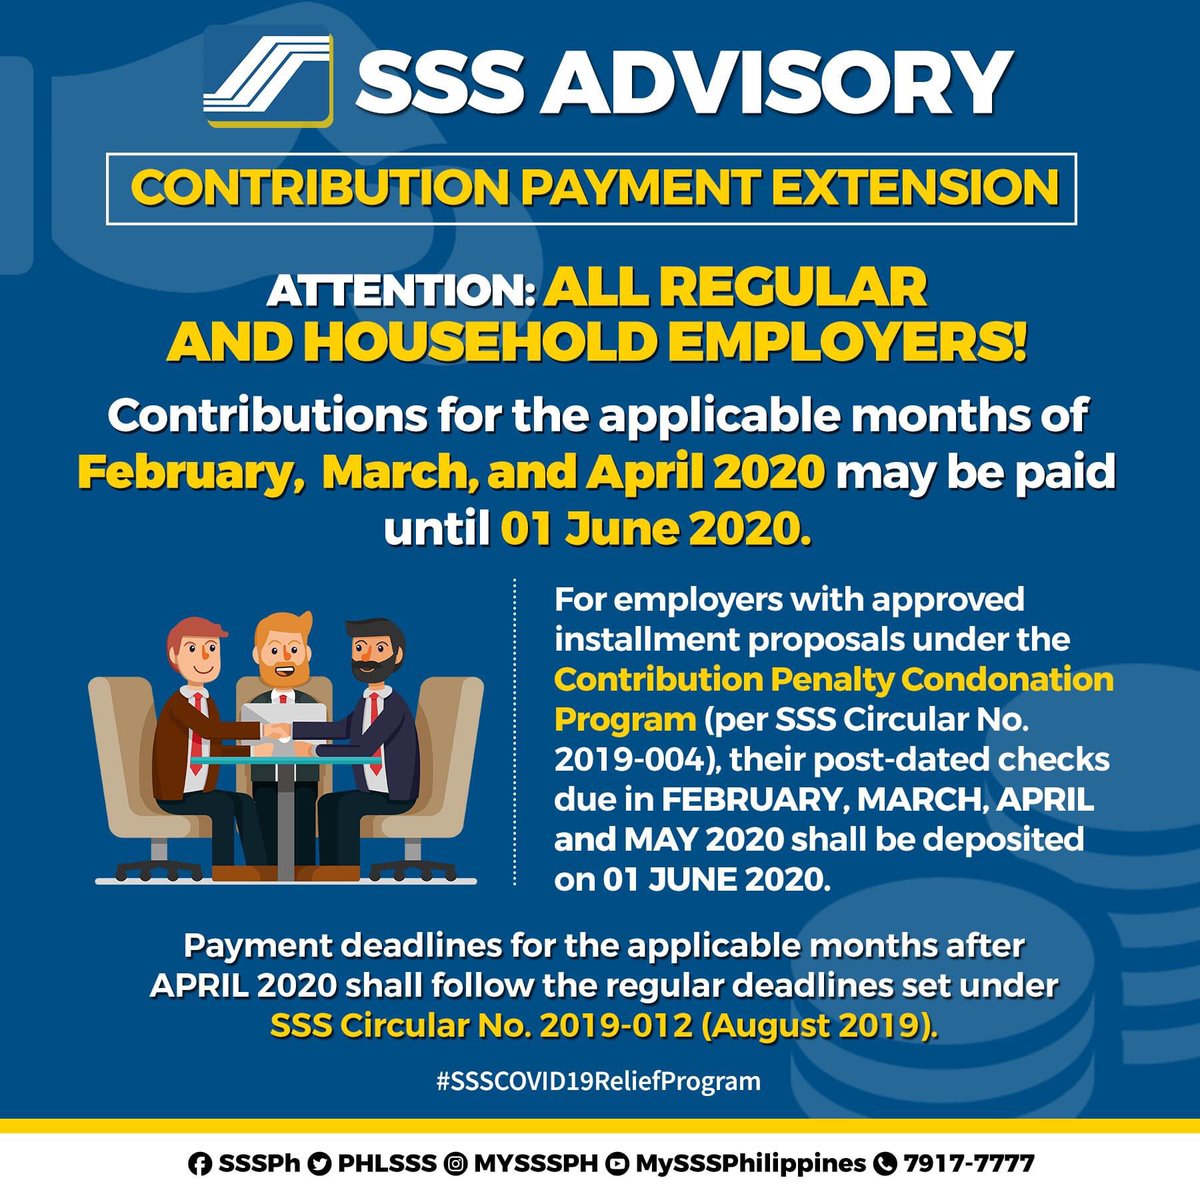 SSS ADVISORY
CONTRIBUTION PAYMENT EXTENSION
ATTENTION: ALL REGULAR
AND HOUSEHOLD EMPLOYERS!
Contributions for the applicable months of
February, March, and April 2020 may be paid
until 01 June 2020.
For employers with approved
installment proposals under the
Contribution Penalty Condonation
Program (per SSS Circular No.
2019-004), their post-dated checks
due in FEBRUARY, MARCH, APRIL
and MAY 2020 shall be deposited
on 01 JUNE 2020.
Payment deadlines for the applicable months after
APRIL 2020 shall follow the regular deadlines set under
SSS Circular No. 2019-012 (August 2019).
#SSSCOVID19ReliefProgram
SSSPh PHLSSS MYSSSPH MySSSPhilippines 7917-7777